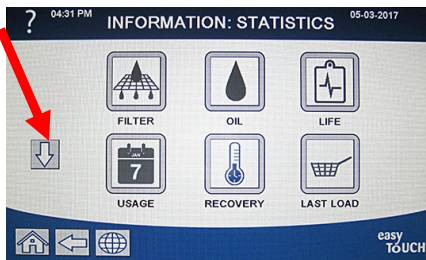 ? 04:31 PM INFORMATION: STATISTICS 05-03-2017
FILTER OIL LIFE
JAN
7
USAGE RECOVERY LAST LOAD
easy
TOUCH